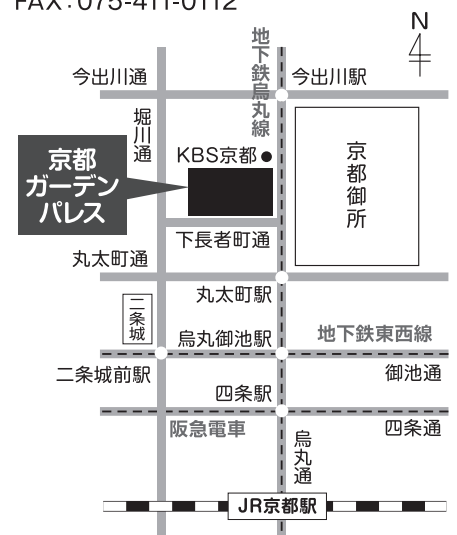 FAX：075-411-0112
N
地下鉄烏丸線
今出川通
今出川駅
堀川通
KBS京都
京都
ガーデン
パレス
京都御所
下長者町通
丸太町通
丸太町駅
二条城
烏丸御池駅
地下鉄東西線
二条城前駅
御池通
四条駅
阪急電車
烏丸通
四条通
JR京都駅